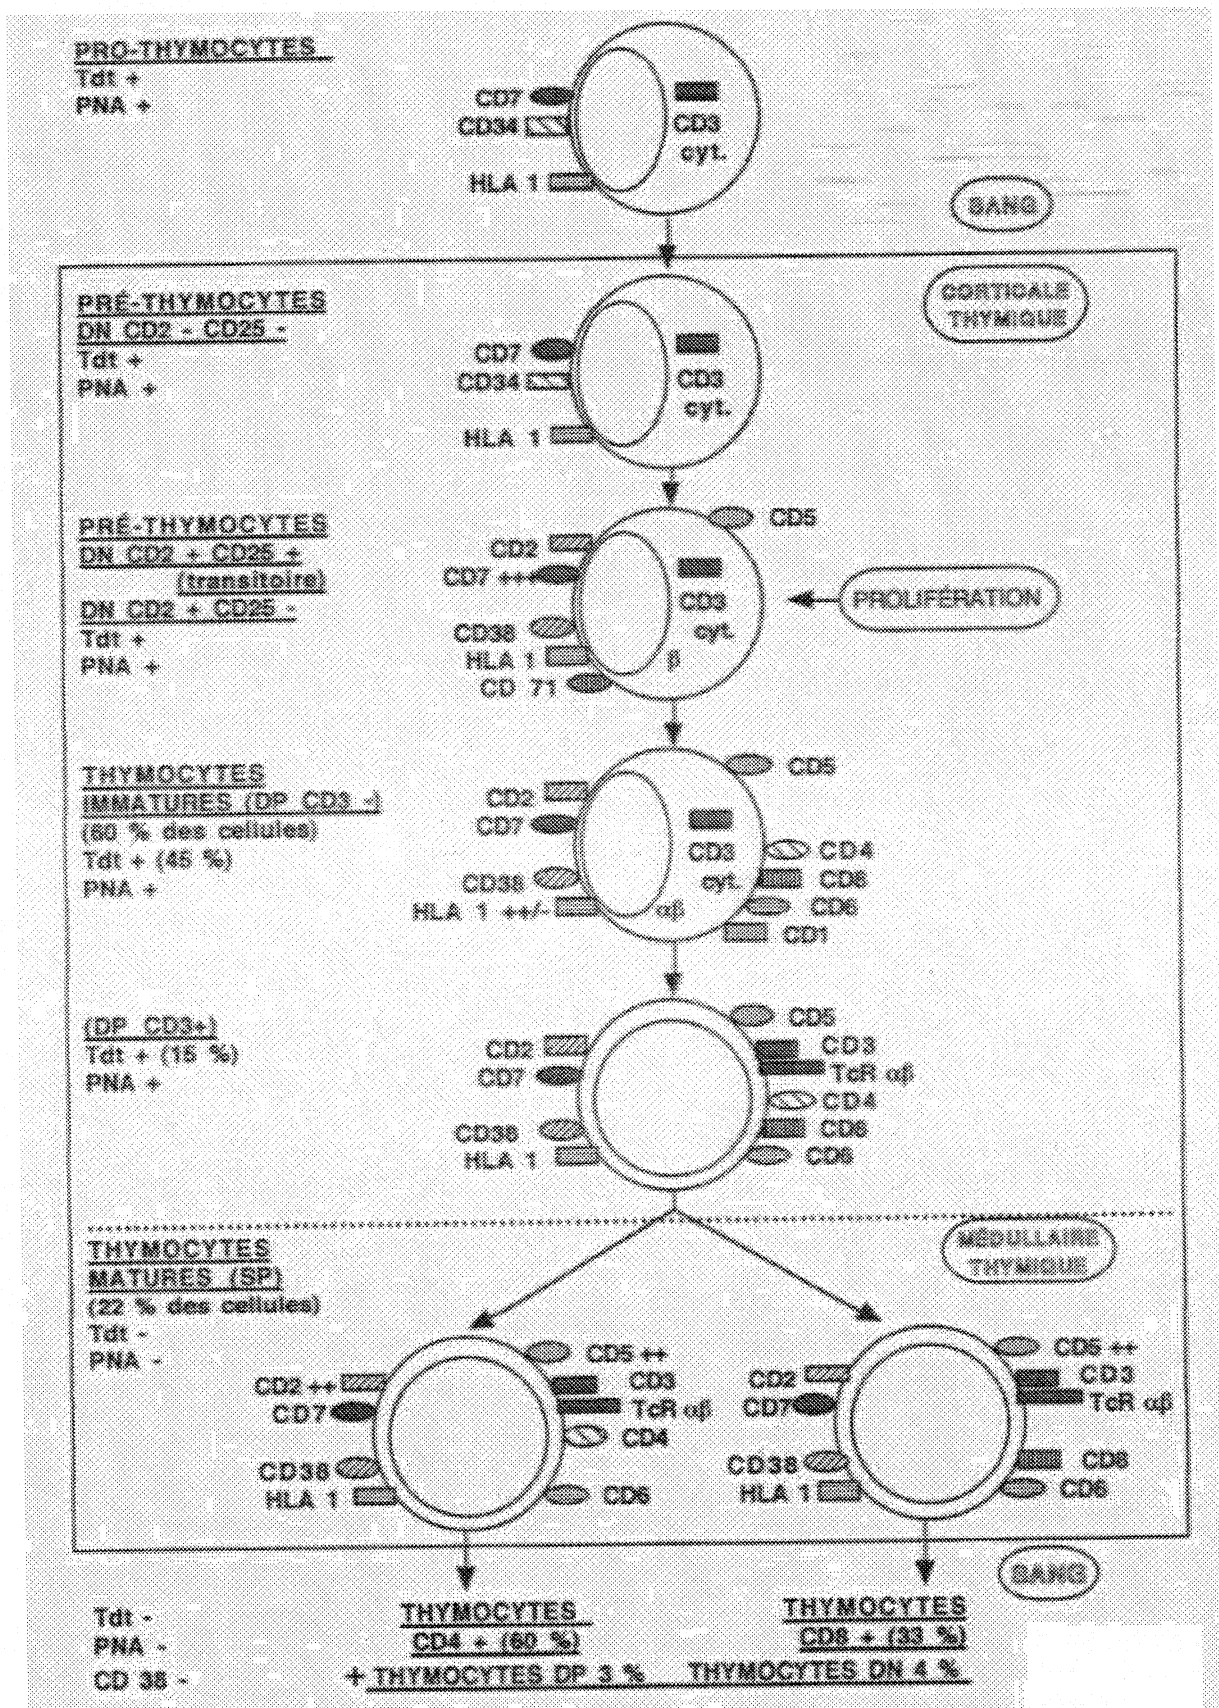 PRO-THYMOCYTES
Tdt +
PNA +
CD7
CD34
HLA 1
CD3
cyt.
SANG
CORTICALE
THYMIQUE
PRÉ-THYMOCYTES
DN CD2 - CD25 -
Tdt +
PNA +
CD7
CD34
HLA 1
CD3
cyt.
PRÉ-THYMOCYTES
DN CD2 + CD25 +
(transitoire)
DN CD2 + CD25 -
Tdt +
PNA +
CD5
CD2
CD7 +++
CD38
HLA 1
CD 71
CD3
cyt.
β
PROLIFÉRATION
THYMOCYTES
IMMATURES (DP CD3 -)
(60 % des cellules)
Tdt + (45 %)
PNA +
CD2
CD7
CD38
HLA 1 ++/-
CD3
cyt.
αβ
CD5
CD4
CD8
CD6
CD1
(DP CD3+)
Tdt + (15 %)
PNA +
CD2
CD7
CD38
HLA 1
CD5
CD3
TcR αβ
CD4
CD8
CD6
MÉDULLAIRE
THYMIQUE
THYMOCYTES
MATURES (SP)
(22 % des cellules)
Tdt -
PNA -
CD2 ++
CD7
CD38
HLA 1
CD5 ++
CD3
TcR αβ
CD4
CD6
CD2
CD7
CD38
HLA 1
CD5 ++
CD3
TcR αβ
CD8
CD6
SANG
Tdt -
PNA -
CD 38 -
THYMOCYTES
CD4 + (60 %)
THYMOCYTES
CD8 + (33 %)
+ THYMOCYTES DP 3 % THYMOCYTES DN 4 %